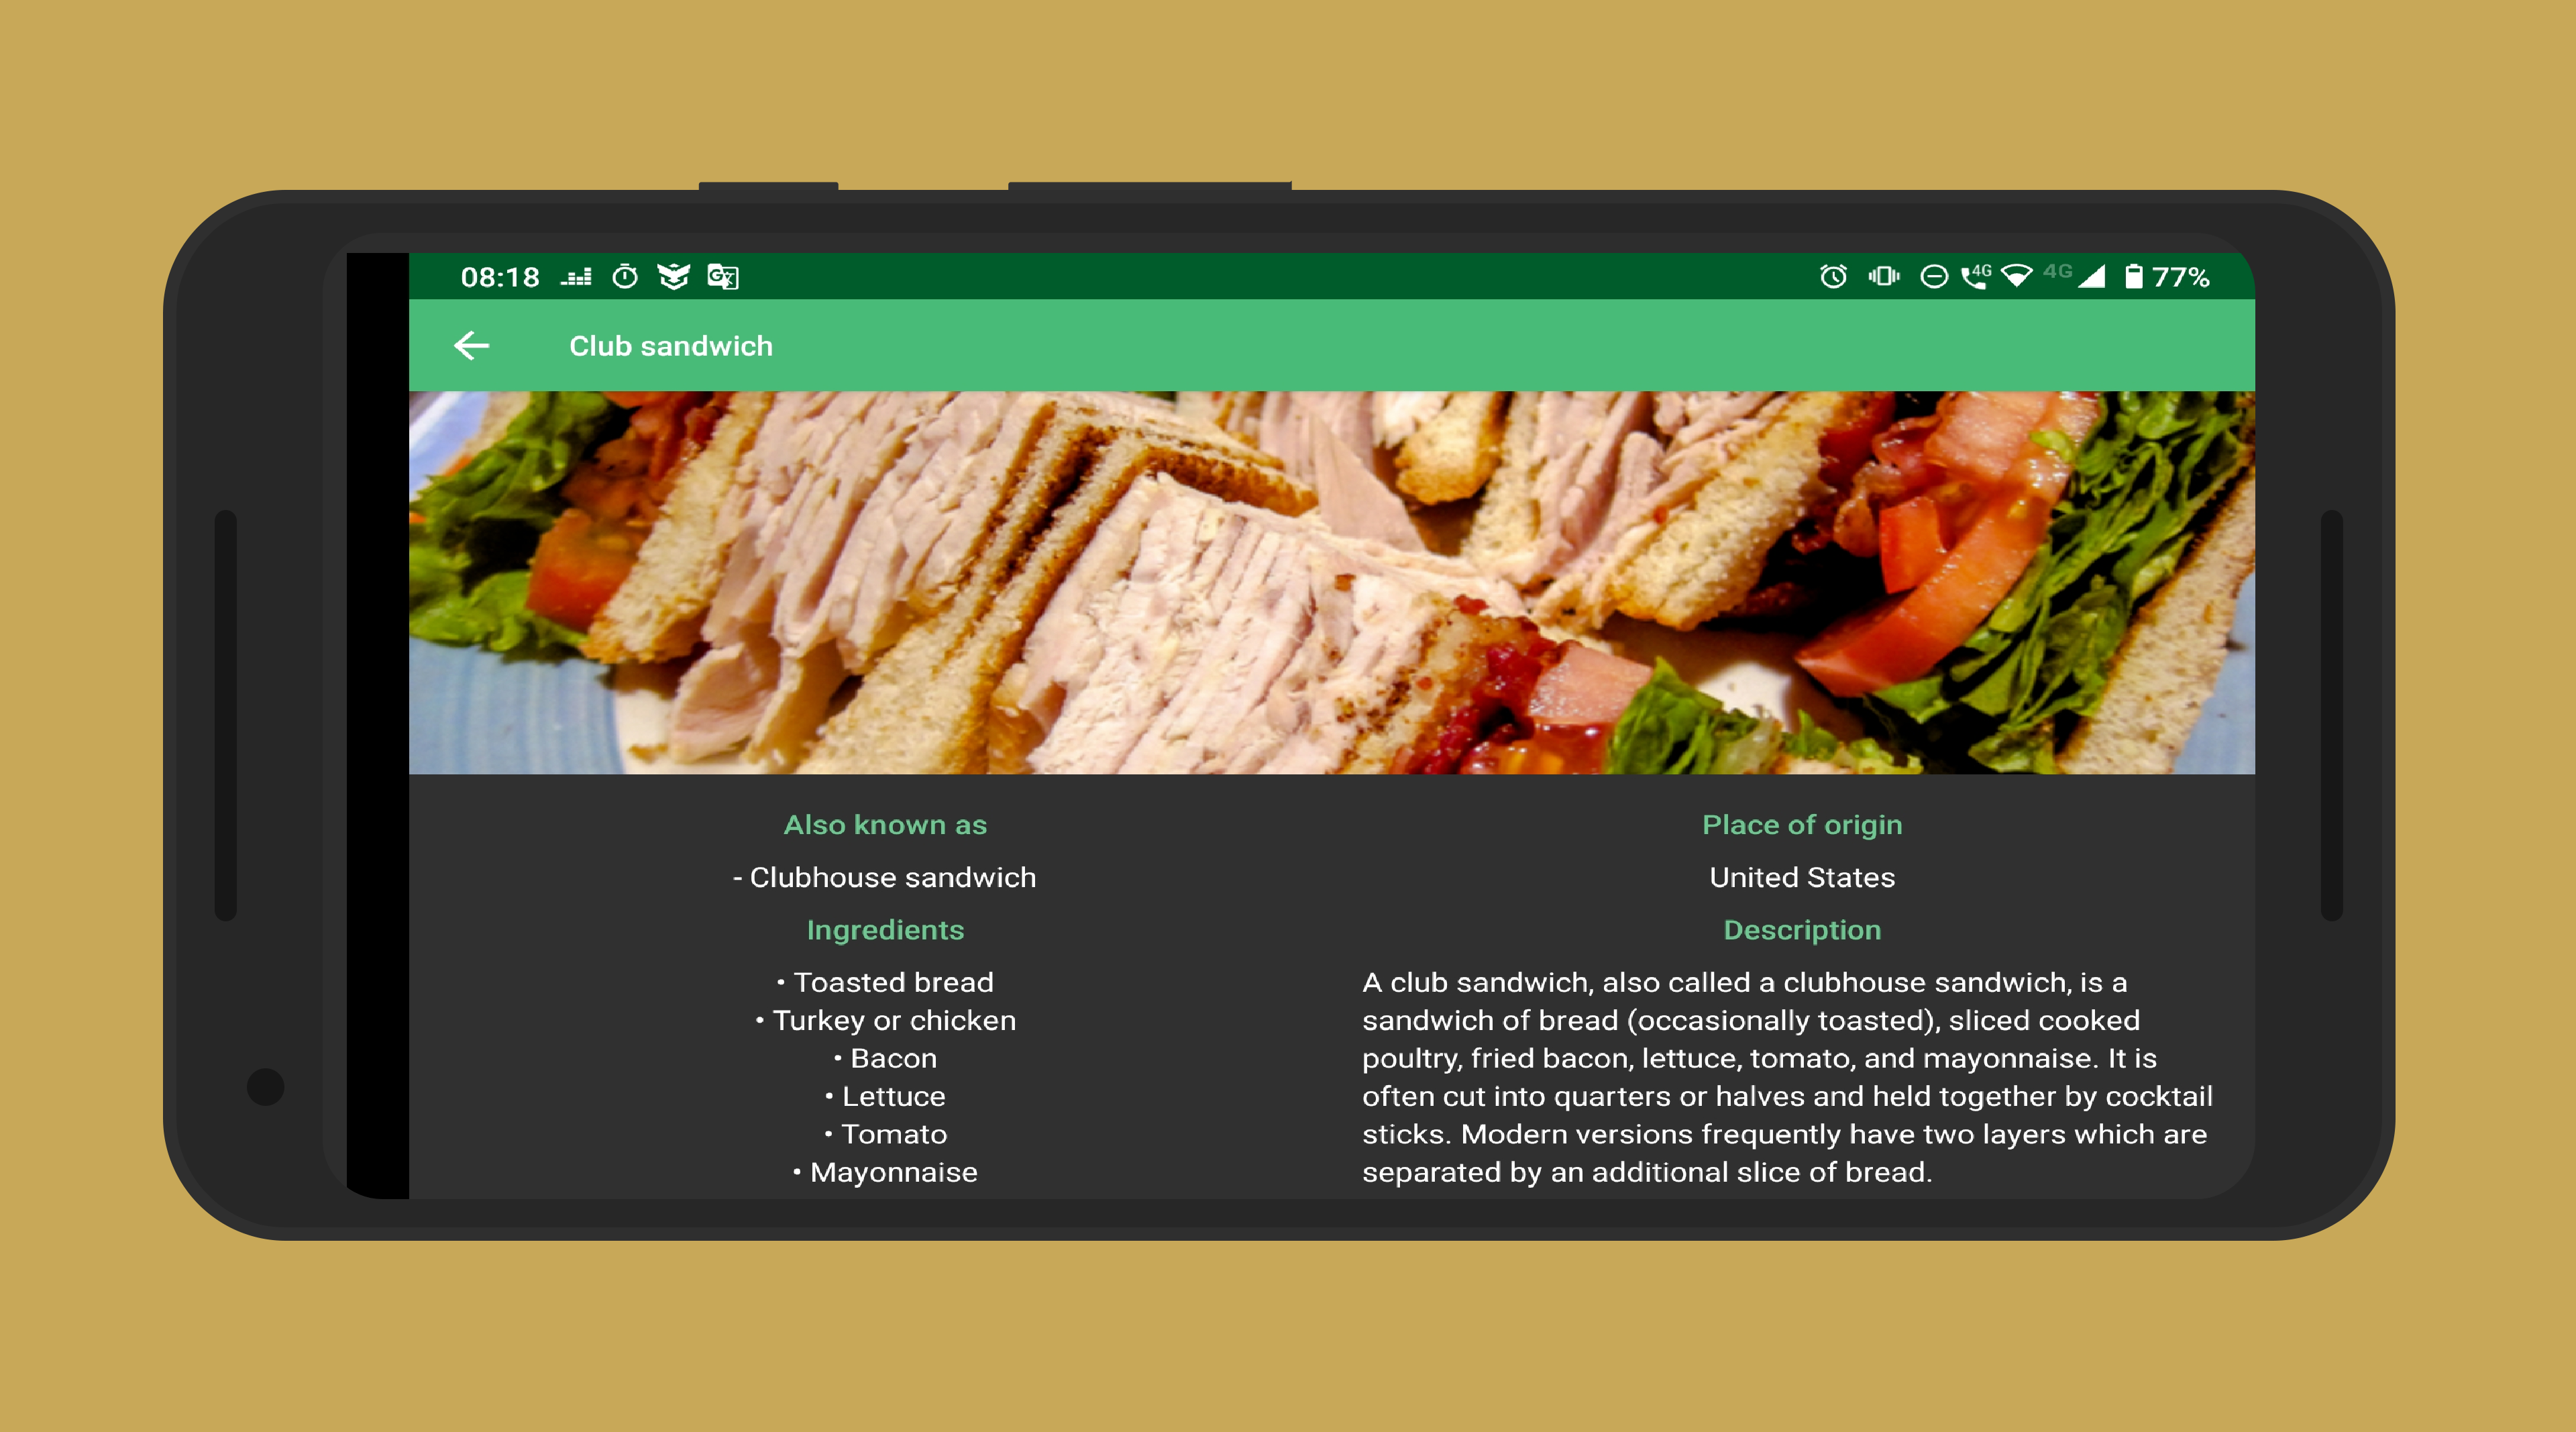 08:18
4G
4G
77%
Club sandwich
Also known as
- Clubhouse sandwich
Ingredients
• Toasted bread
• Turkey or chicken
• Bacon
• Lettuce
• Tomato
• Mayonnaise
Place of origin
United States
Description
A club sandwich, also called a clubhouse sandwich, is a
sandwich of bread (occasionally toasted), sliced cooked
poultry, fried bacon, lettuce, tomato, and mayonnaise. It is
often cut into quarters or halves and held together by cocktail
sticks. Modern versions frequently have two layers which are
separated by an additional slice of bread.